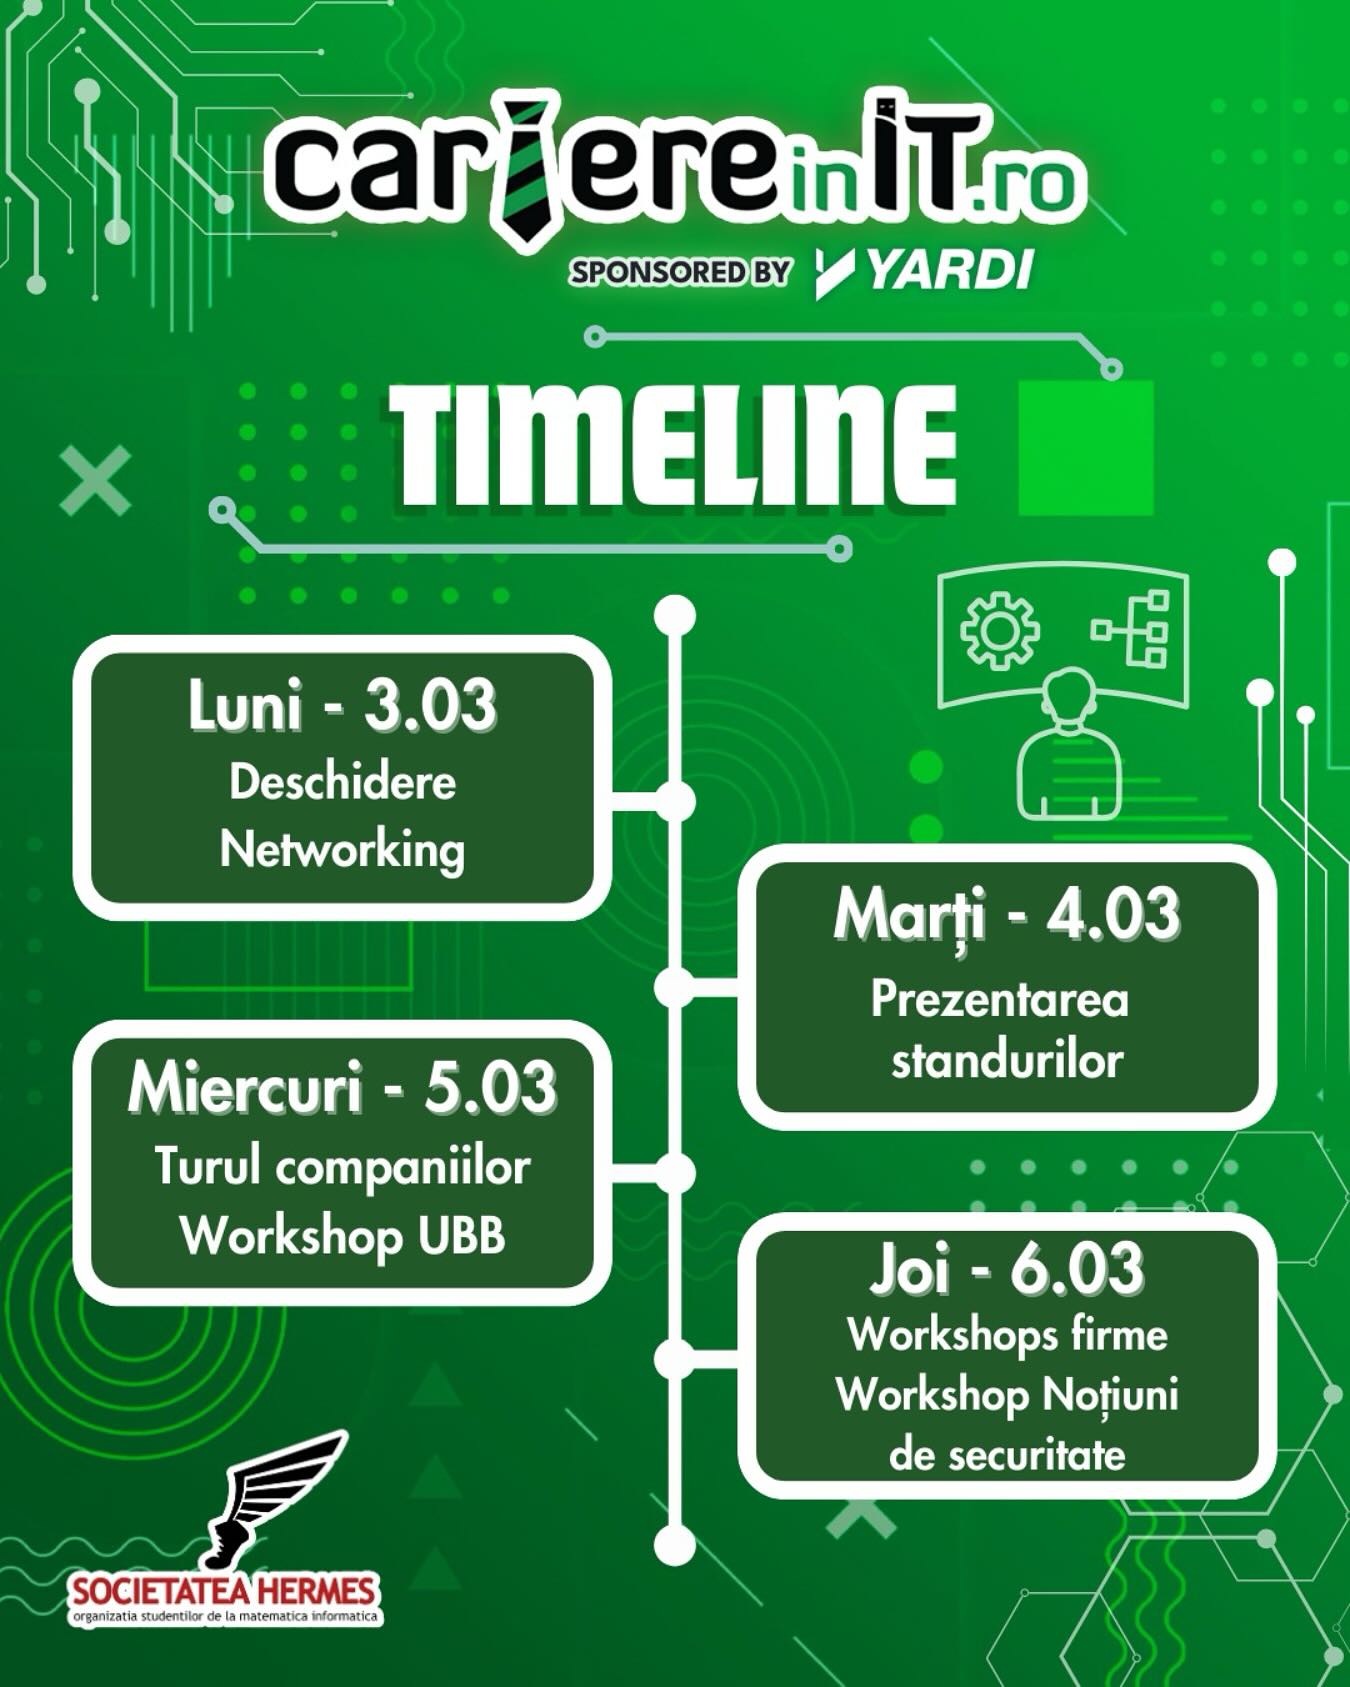 cariereinIT.ro
SPONSORED BY YARDI
TIMELINE
Luni - 3.03
Deschidere
Networking
Marți - 4.03
Prezentarea
standurilor
Miercuri - 5.03
Turul companiilor
Workshop UBB
Joi - 6.03
Workshops firme
Workshop Noțiuni
de securitate
SOCIETATEA HERMES
organizatia studentilor de la matematica informatica